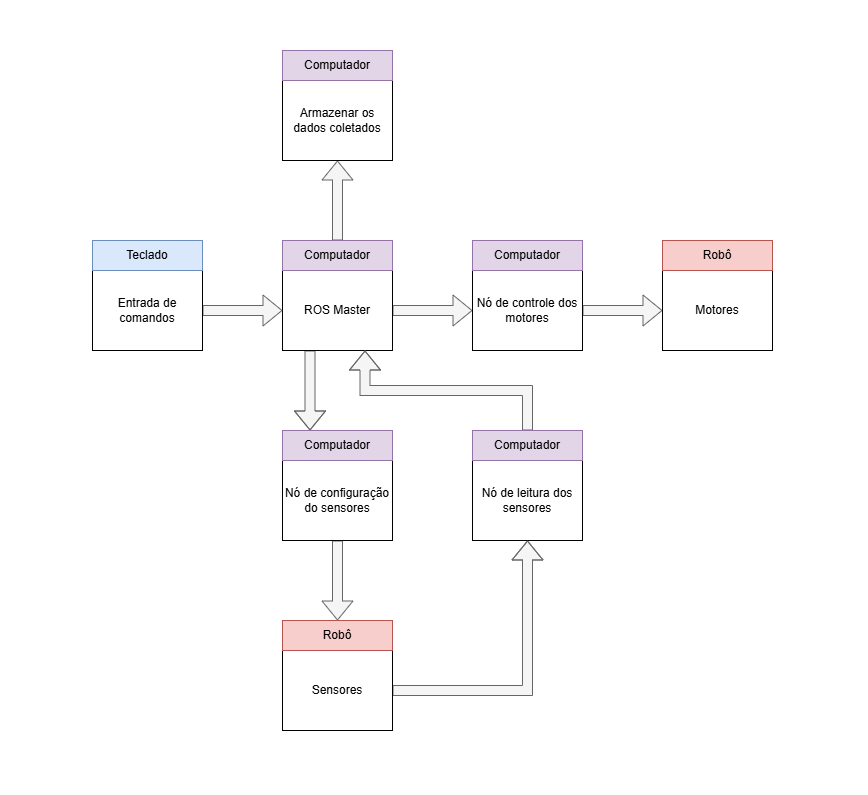 Computador
Armazenar os
dados coletados
Teclado
Entrada de
comandos
Computador
ROS Master
Computador
Nó de controle dos
motores
Robô
Motores
Computador
Nó de configuração
do sensores
Computador
Nó de leitura dos
sensores
Robô
Sensores